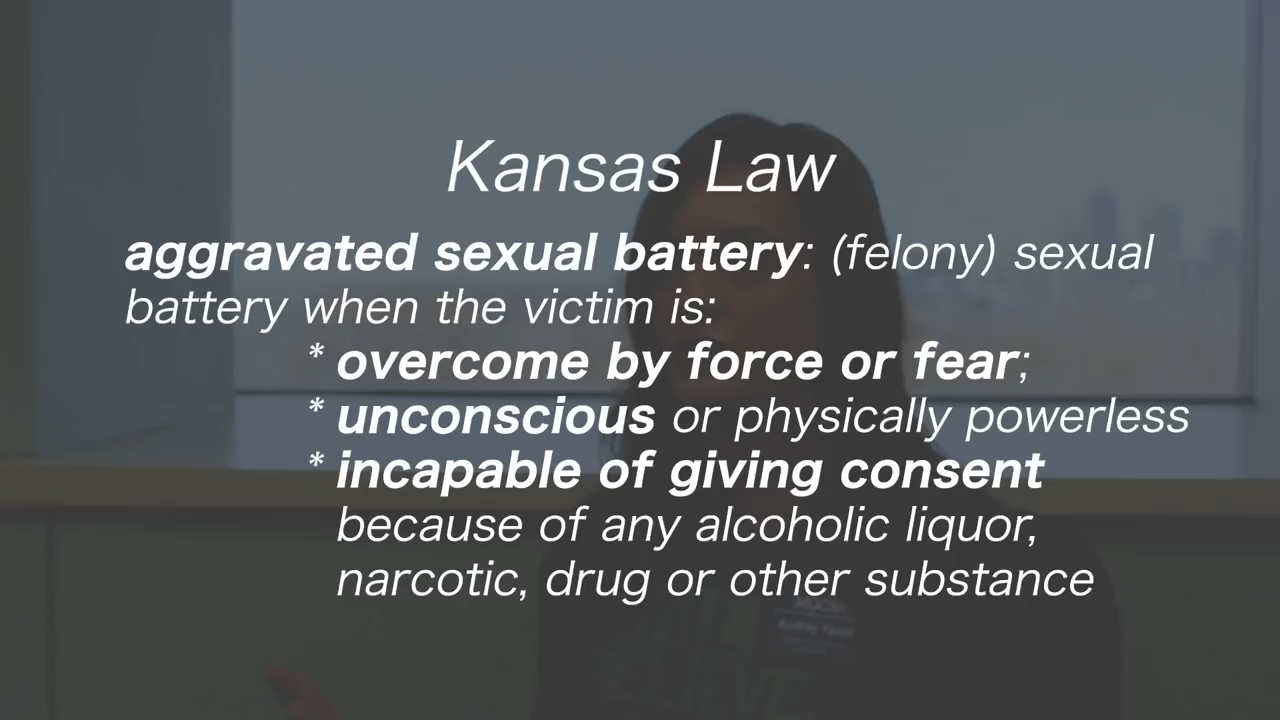 Kansas Law
aggravated sexual battery: (felony) sexual
battery when the victim is:
* overcome by force or fear;
* unconscious or physically powerless
* incapable of giving consent
because of any alcoholic liquor,
narcotic, drug or other substance